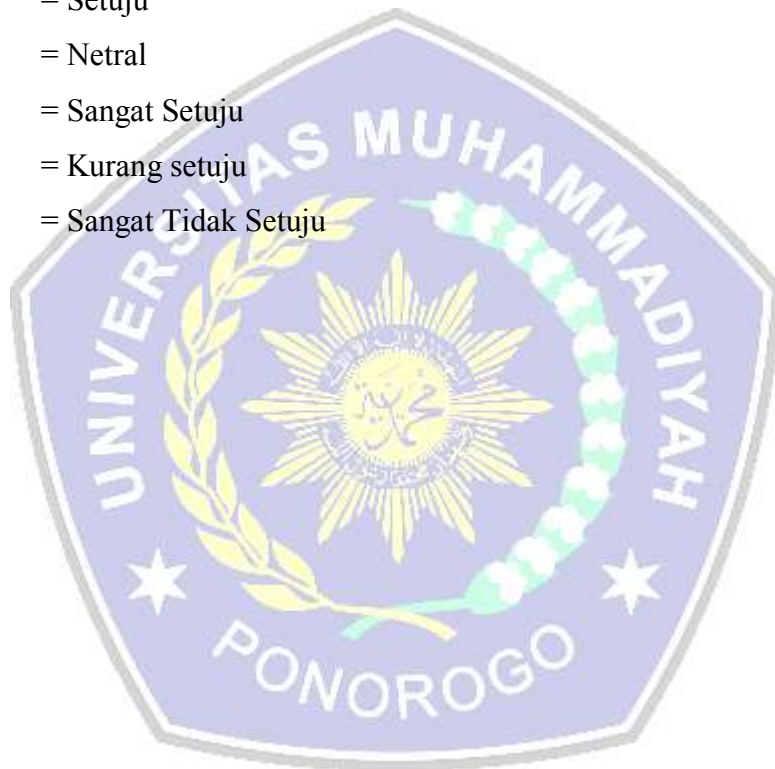 = Setuju
= Netral
= Sangat Setuju
= Kurang setuju
= Sangat Tidak Setuju
UNIVERSITAS MUHAMMADIYAH
PONOROGO